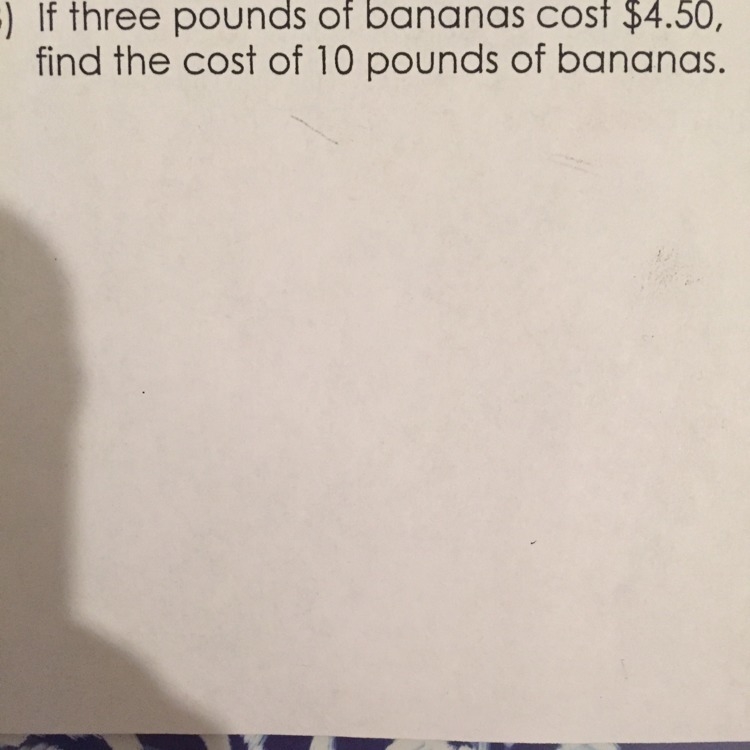 ) If three pounds of bananas cost $4.50,
find the cost of 10 pounds of bananas.